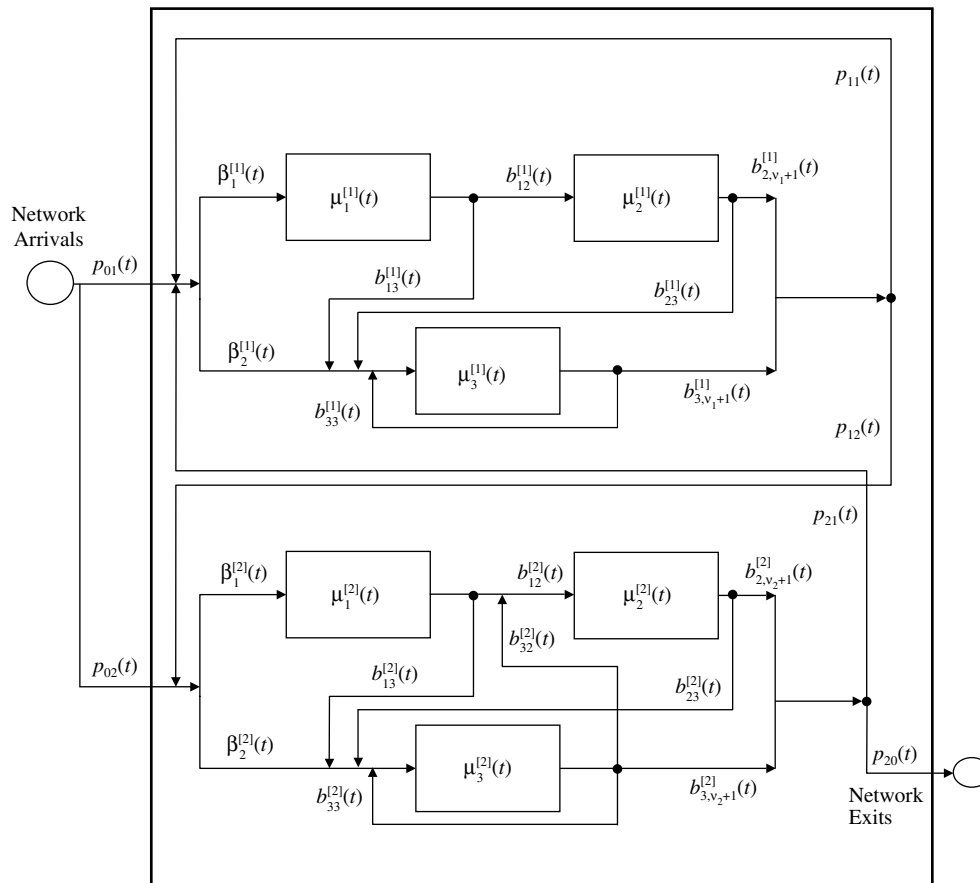 p₁₁(t)
β₁^[1](t)
μ₁^[1](t)
b₁₂^[1](t)
μ₂^[1](t)
b₂,ν₁₊₁^[1](t)
Network
Arrivals
p₀₁(t)
b₁₃^[1](t)
b₂₃^[1](t)
β₂^[1](t)
μ₃^[1](t)
b₃₃^[1](t)
b₃,ν₁₊₁^[1](t)
p₁₂(t)
p₂₁(t)
β₁^[2](t)
μ₁^[2](t)
b₁₂^[2](t)
μ₂^[2](t)
b₂,ν₂₊₁^[2](t)
b₃₂^[2](t)
p₀₂(t)
b₁₃^[2](t)
b₂₃^[2](t)
β₂^[2](t)
μ₃^[2](t)
p₂₀(t)
b₃₃^[2](t)
b₃,ν₂₊₁^[2](t)
Network
Exits